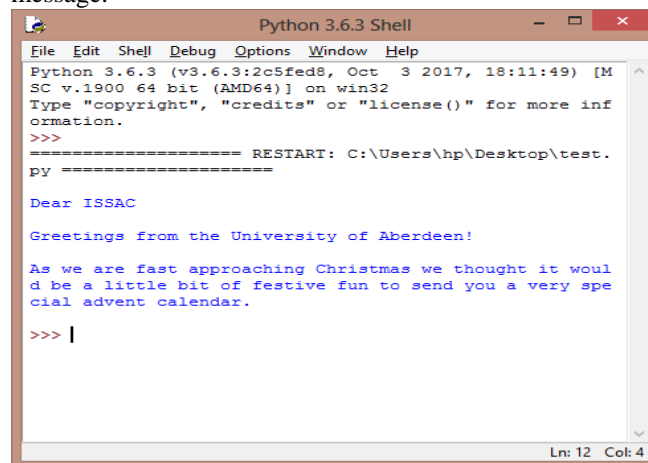 message.
Python 3.6.3 Shell
File Edit Shell Debug Options Window Help
Python 3.6.3 (v3.6.3:2c5fed8, Oct  3 2017, 18:11:49) [M
SC v.1900 64 bit (AMD64)] on win32
Type "copyright", "credits" or "license()" for more inf
ormation.
>>>
==================== RESTART: C:\Users\hp\Desktop\test.
py ====================
Dear ISSAC
Greetings from the University of Aberdeen!
As we are fast approaching Christmas we thought it woul
d be a little bit of festive fun to send you a very spe
cial advent calendar.
>>>
Ln: 12 Col: 4